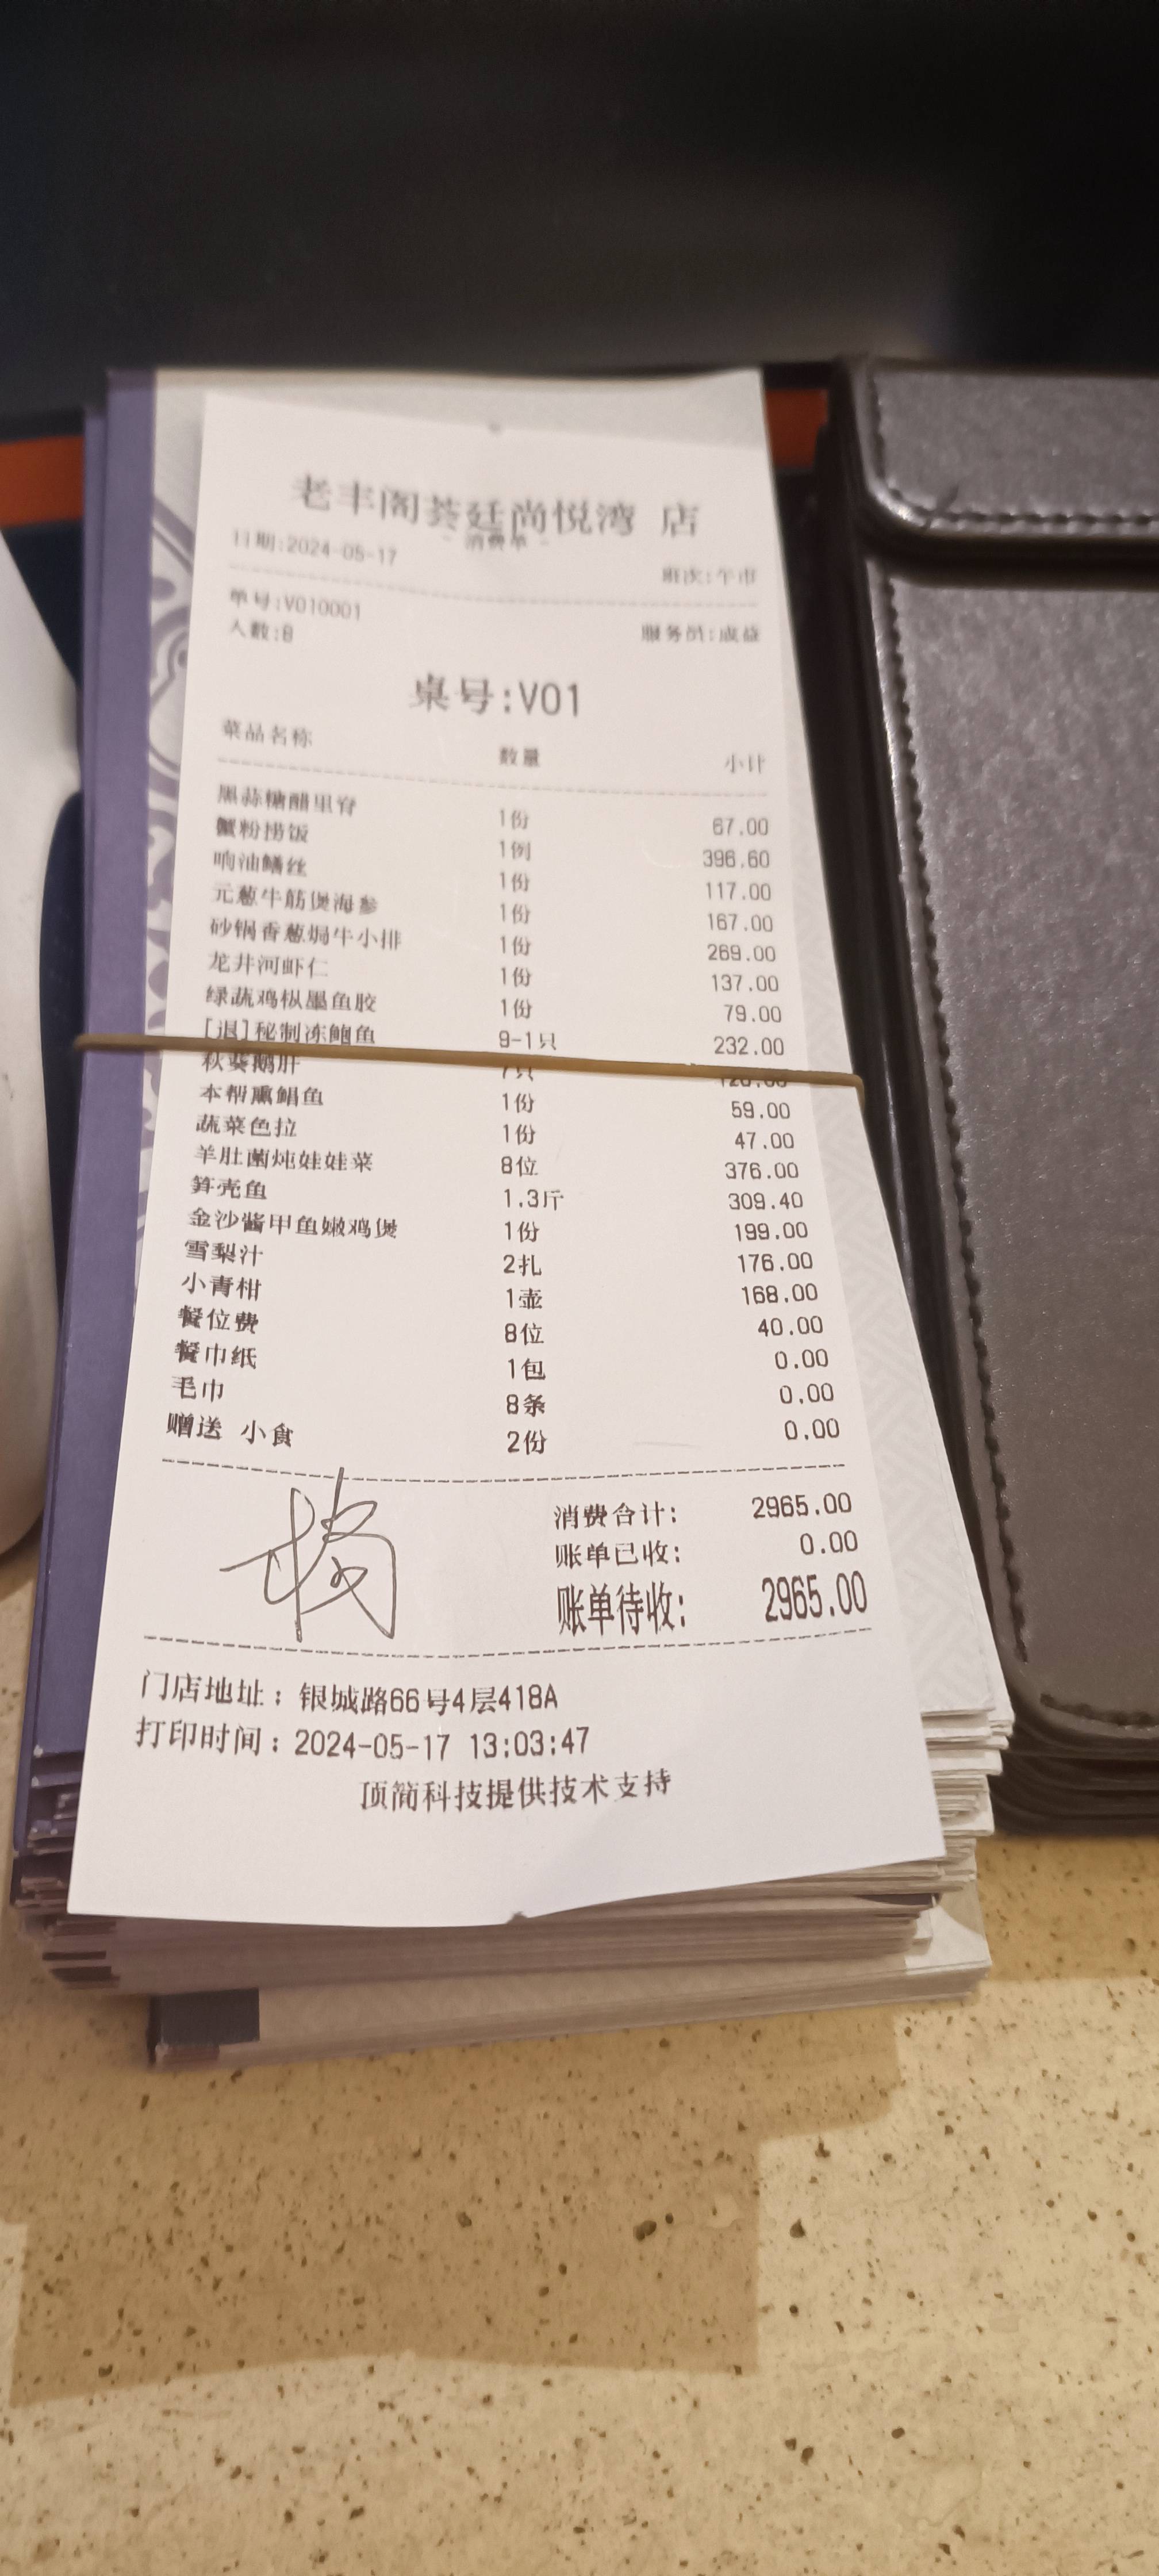 老丰阁荟廷尚悦湾 店
- 消费单 -
日期:2024-05-17 班次:午市
单号:V010001
人数:8 服务员:成益
桌号:V01
菜品名称 数量 小计
黑蒜糖醋里脊 1份 67.00
蟹粉捞饭 1例 396.60
响油鳝丝 1份 117.00
元葱牛筋煲海参 1份 167.00
砂锅香葱焗牛小排 1份 269.00
龙井河虾仁 1份 137.00
绿蔬鸡枞墨鱼胶 1份 79.00
[退]秘制冻鲍鱼 9-1只 232.00
秋葵鹅肝 7只
本帮熏鲳鱼 1份 59.00
蔬菜色拉 1份 47.00
羊肚菌炖娃娃菜 8位 376.00
笋壳鱼 1.3斤 309.40
金沙酱甲鱼嫩鸡煲 1份 199.00
雪梨汁 2扎 176.00
小青柑 1壶 168.00
餐位费 8位 40.00
餐巾纸 1包 0.00
毛巾 8条 0.00
赠送 小食 2份 0.00
消费合计: 2965.00
账单已收: 0.00
账单待收: 2965.00
门店地址：银城路66号4层418A
打印时间：2024-05-17 13:03:47
顶简科技提供技术支持